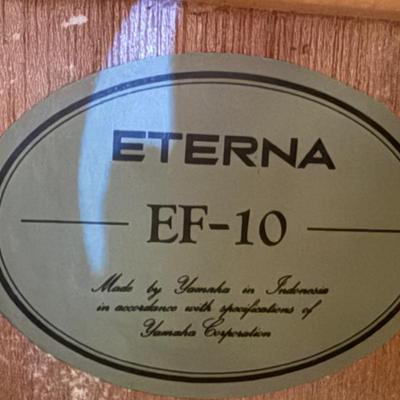 ETERNA
EF-10
Made by Yamaha in Indonesia
in accordance with specifications of
Yamaha Corporation